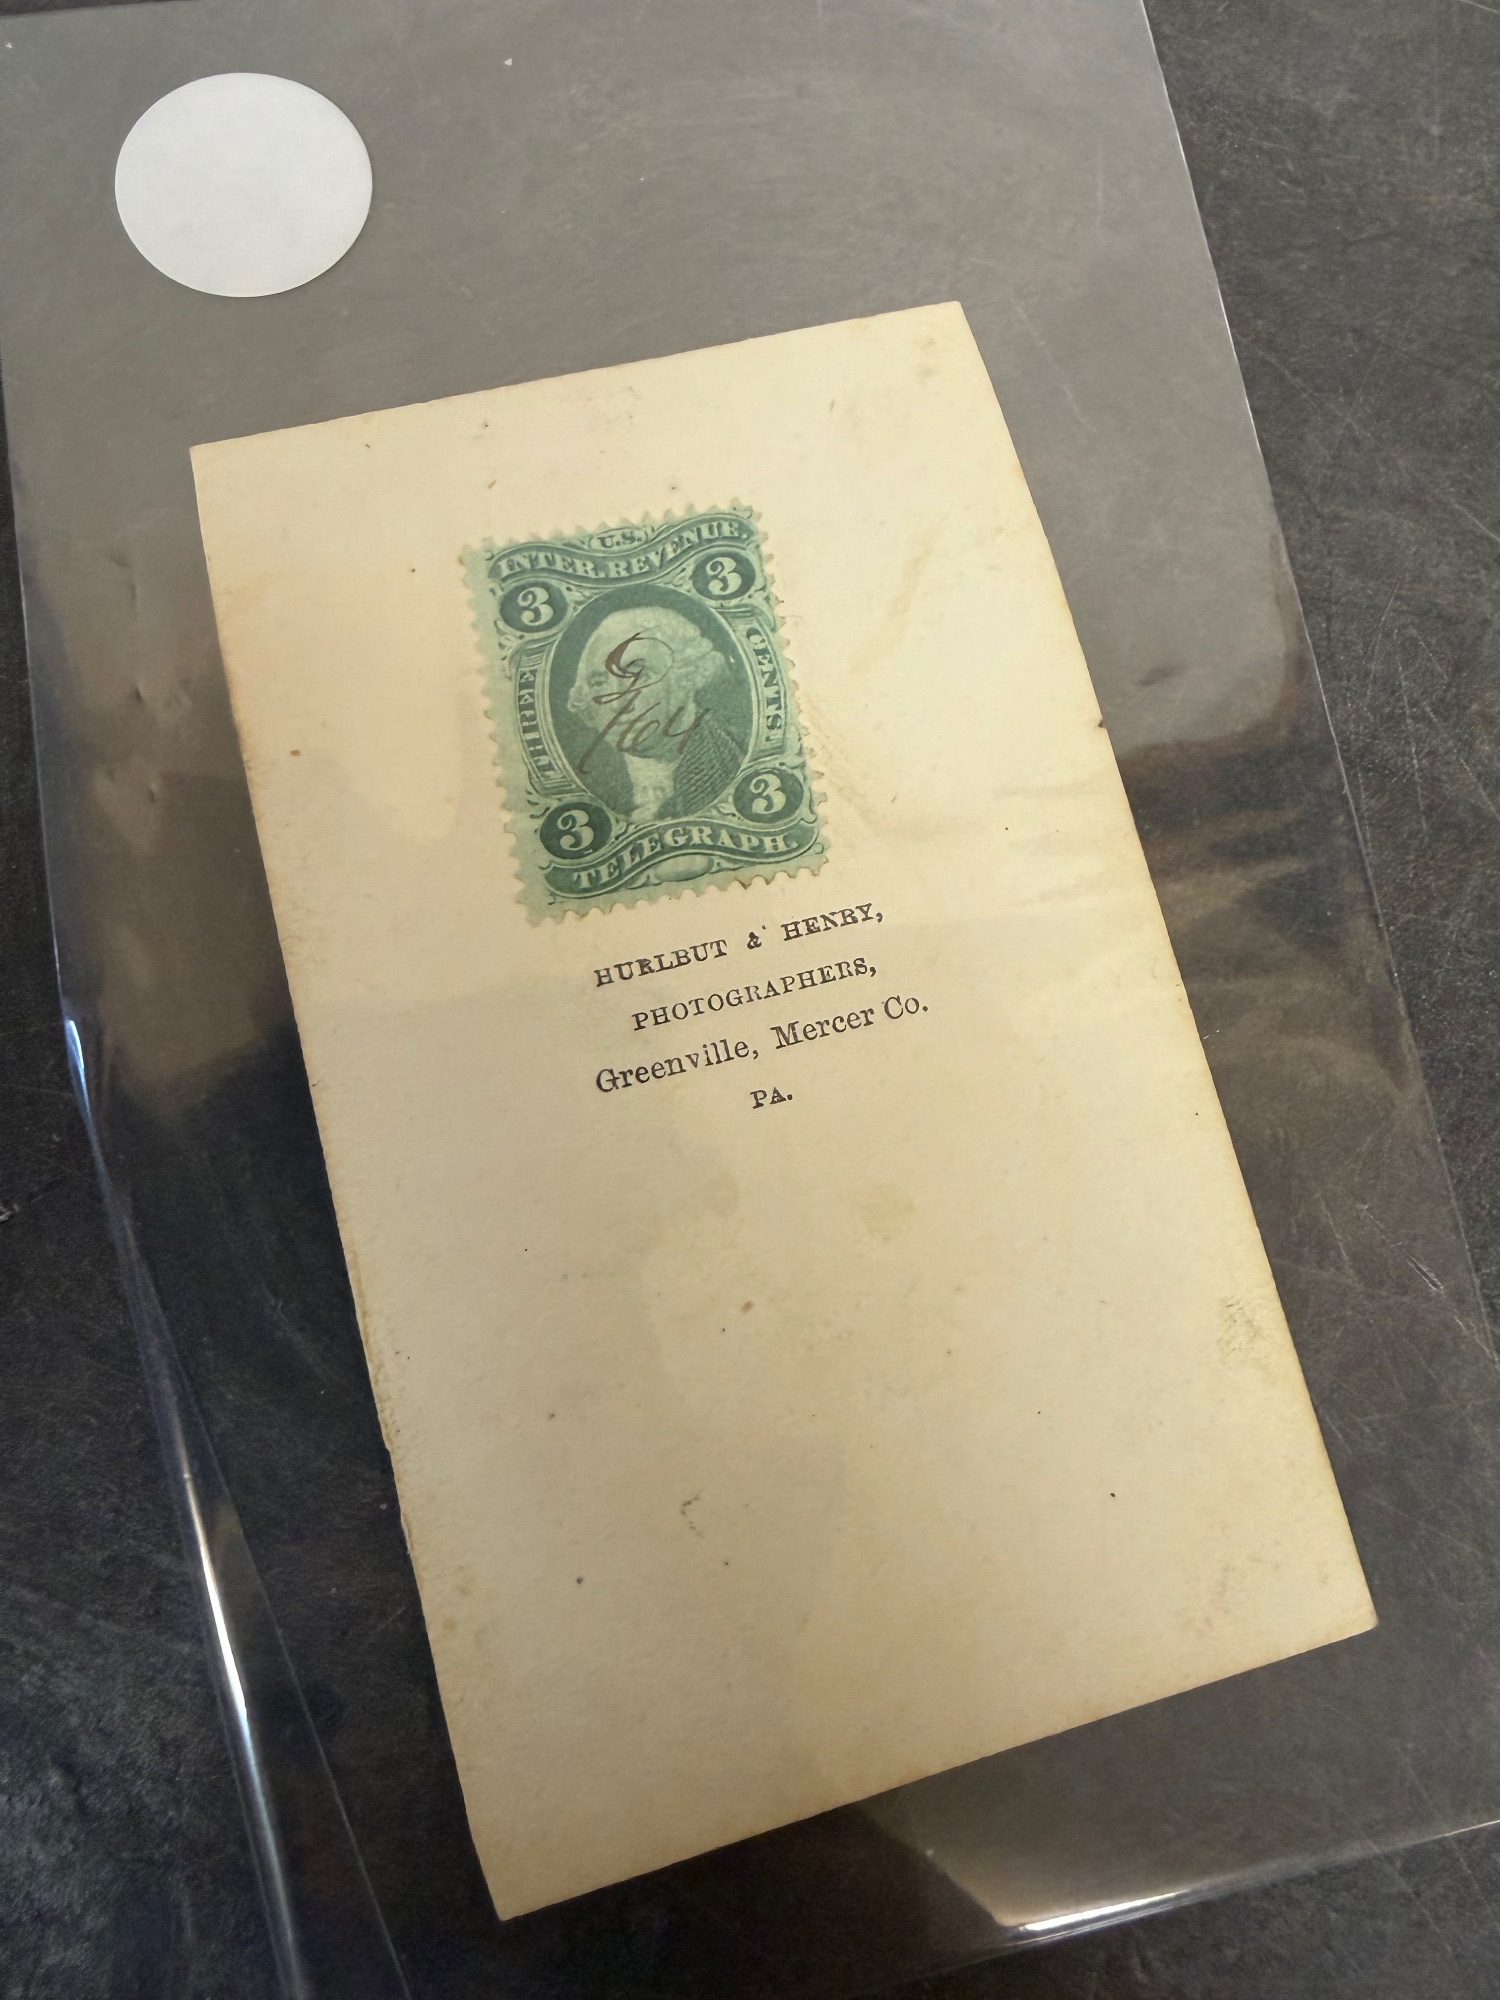 U.S.
INTER. REVENUE.
3 3
THREE
CENTS.
3 3
TELEGRAPH.
HURLBUT & HENRY,
PHOTOGRAPHERS,
Greenville, Mercer Co.
PA.